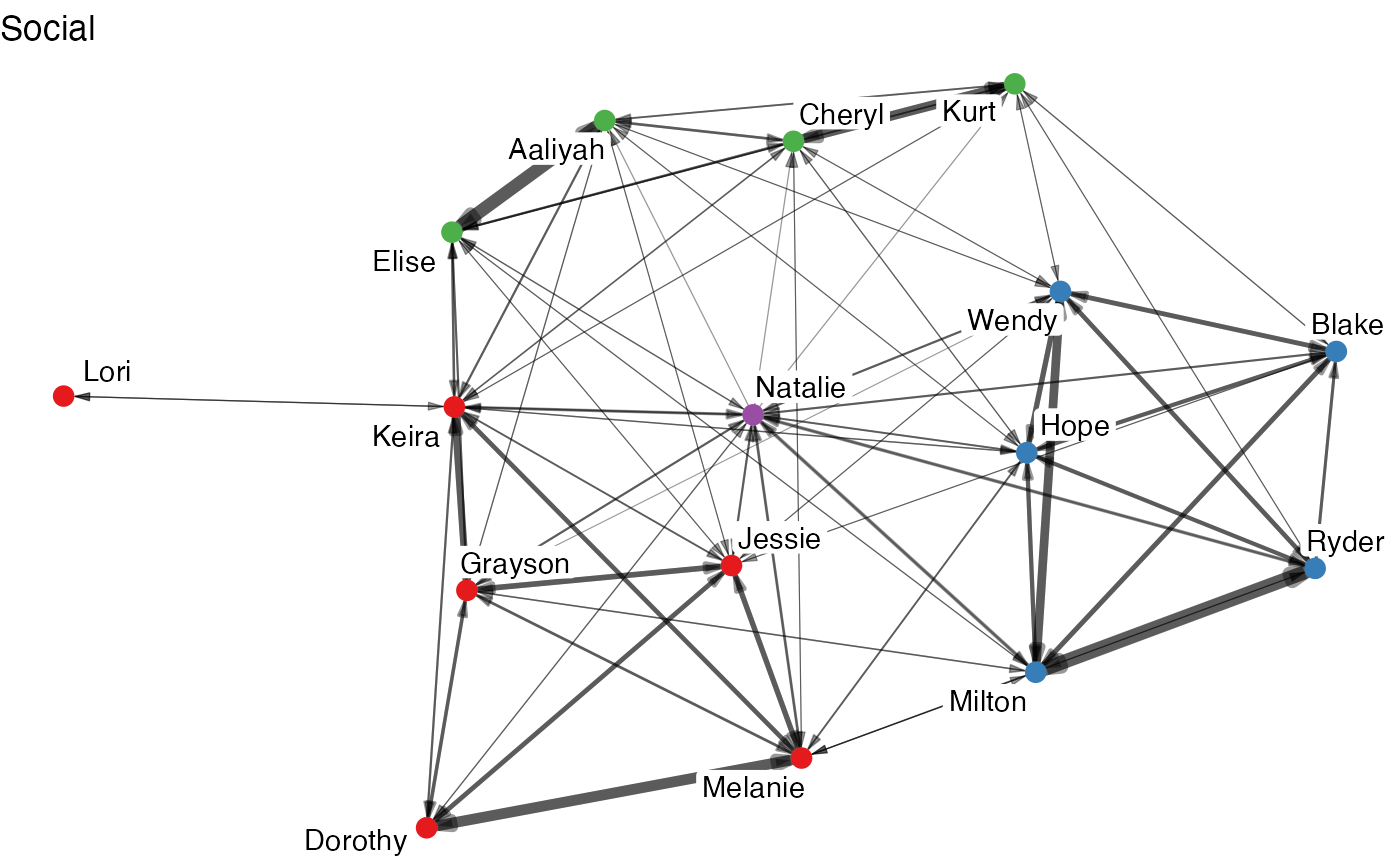 Social
Cheryl
Kurt
Aaliyah
Elise
Wendy
Blake
Lori
Natalie
Keira
Hope
Jessie
Ryder
Grayson
Milton
Melanie
Dorothy